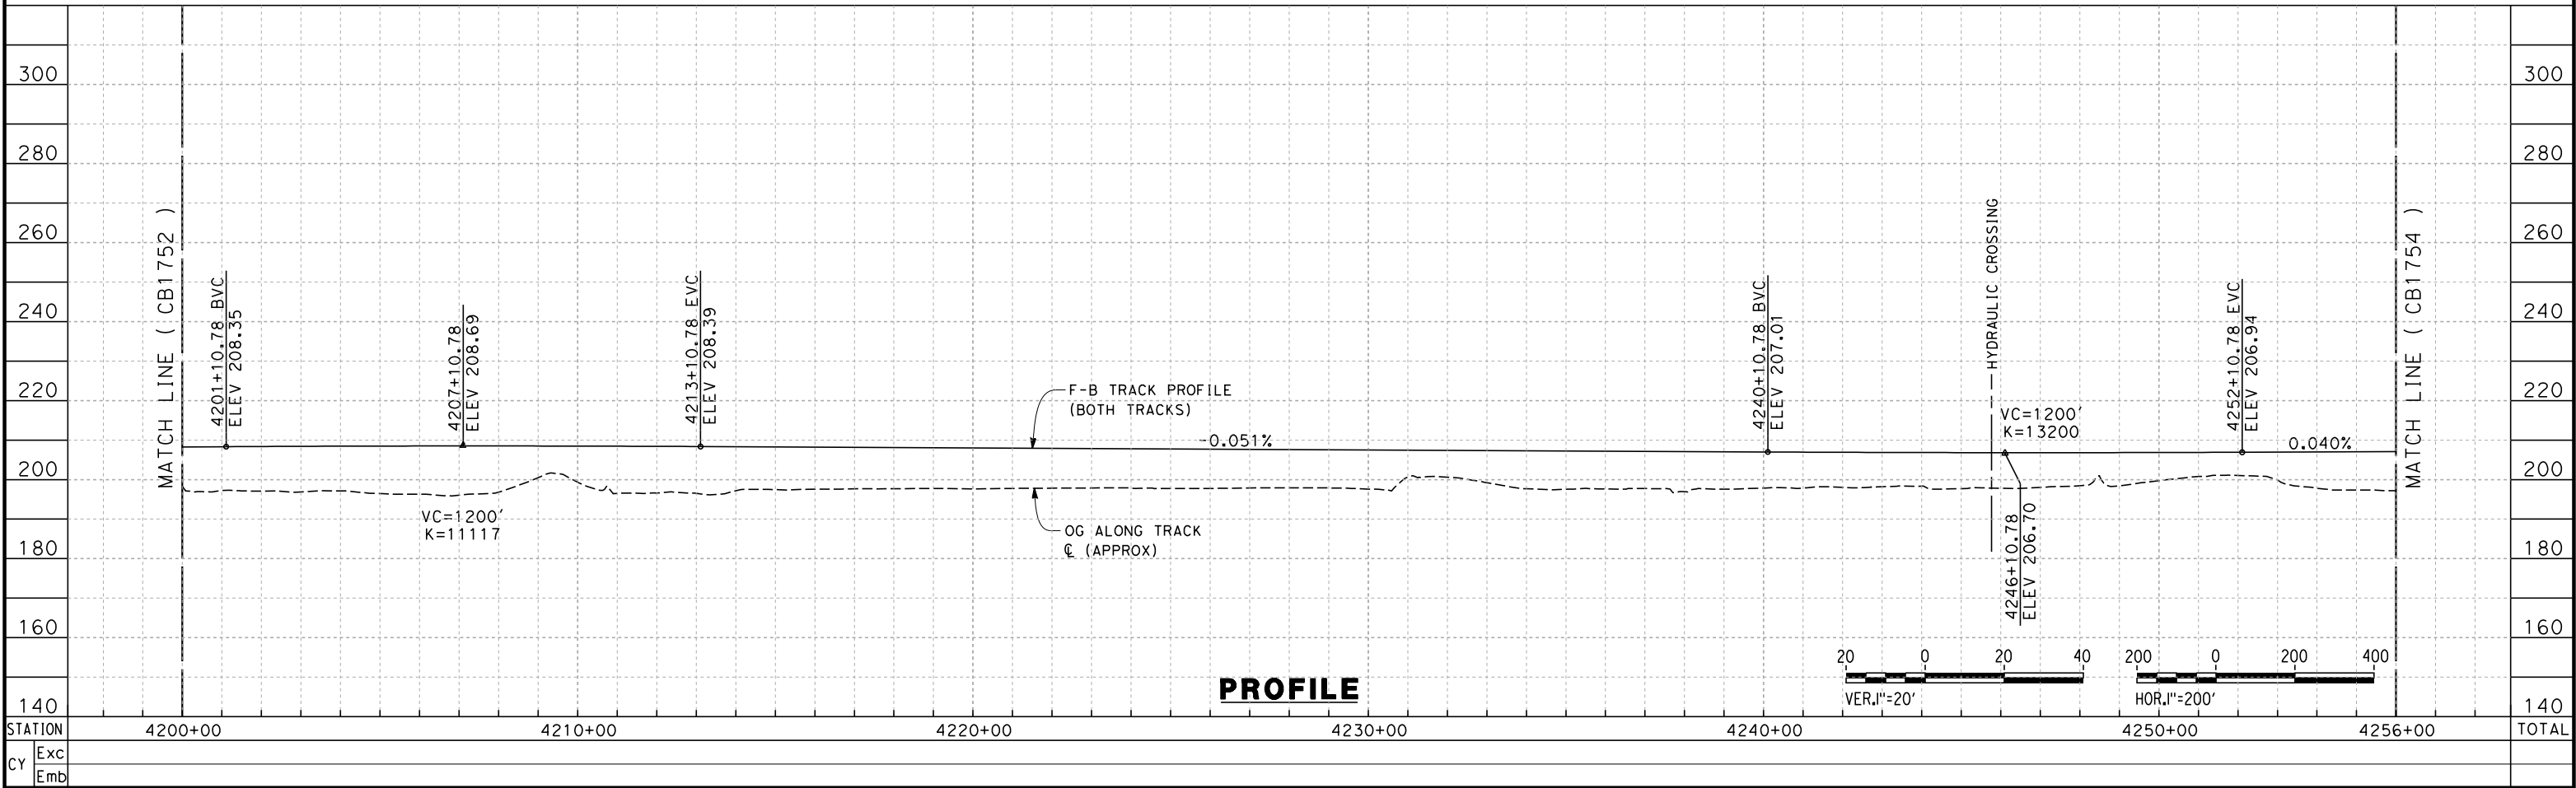 300
280
260
240
220
200
180
160
140
MATCH LINE ( CB1752 )
4201+10.78 BVC
ELEV 208.35
4207+10.78
ELEV 208.69
VC=1200'
K=11117
4213+10.78 EVC
ELEV 208.39
F-B TRACK PROFILE
(BOTH TRACKS)
-0.051%
OG ALONG TRACK
℄ (APPROX)
4240+10.78 BVC
ELEV 207.01
HYDRAULIC CROSSING
VC=1200'
K=13200
4246+10.78
ELEV 206.70
4252+10.78 EVC
ELEV 206.94
0.040%
MATCH LINE ( CB1754 )
300
280
260
240
220
200
180
160
140
PROFILE
20 0 20 40
VER.1"=20'
200 0 200 400
HOR.1"=200'
STATION 4200+00 4210+00 4220+00 4230+00 4240+00 4250+00 4256+00 TOTAL
CY
Exc
Emb